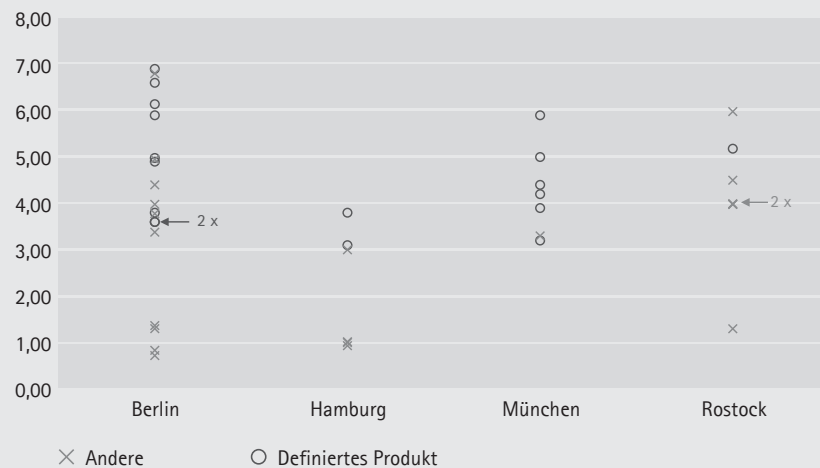 8,00
7,00
6,00
5,00
4,00
3,00
2,00
1,00
0,00
2 x
2 x
Berlin Hamburg München Rostock
Andere Definiertes Produkt